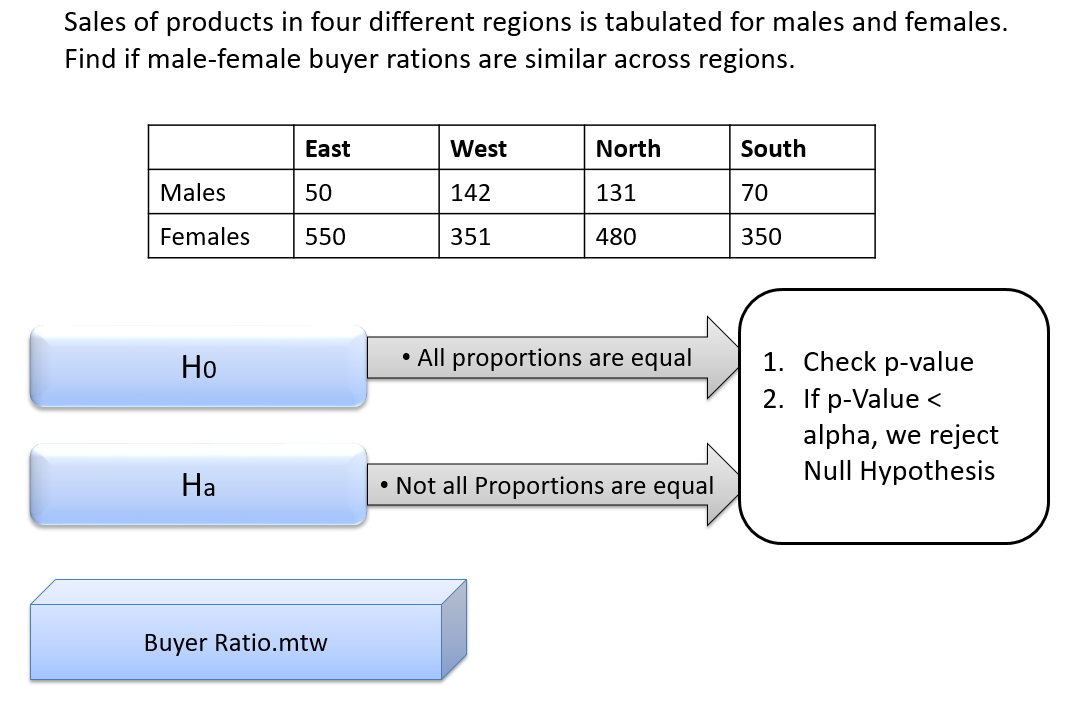 Sales of products in four different regions is tabulated for males and females.
Find if male-female buyer rations are similar across regions.
East West North South
Males 50 142 131 70
Females 550 351 480 350
H0
• All proportions are equal
1. Check p-value
2. If p-Value <
alpha, we reject
Null Hypothesis
Ha
• Not all Proportions are equal
Buyer Ratio.mtw